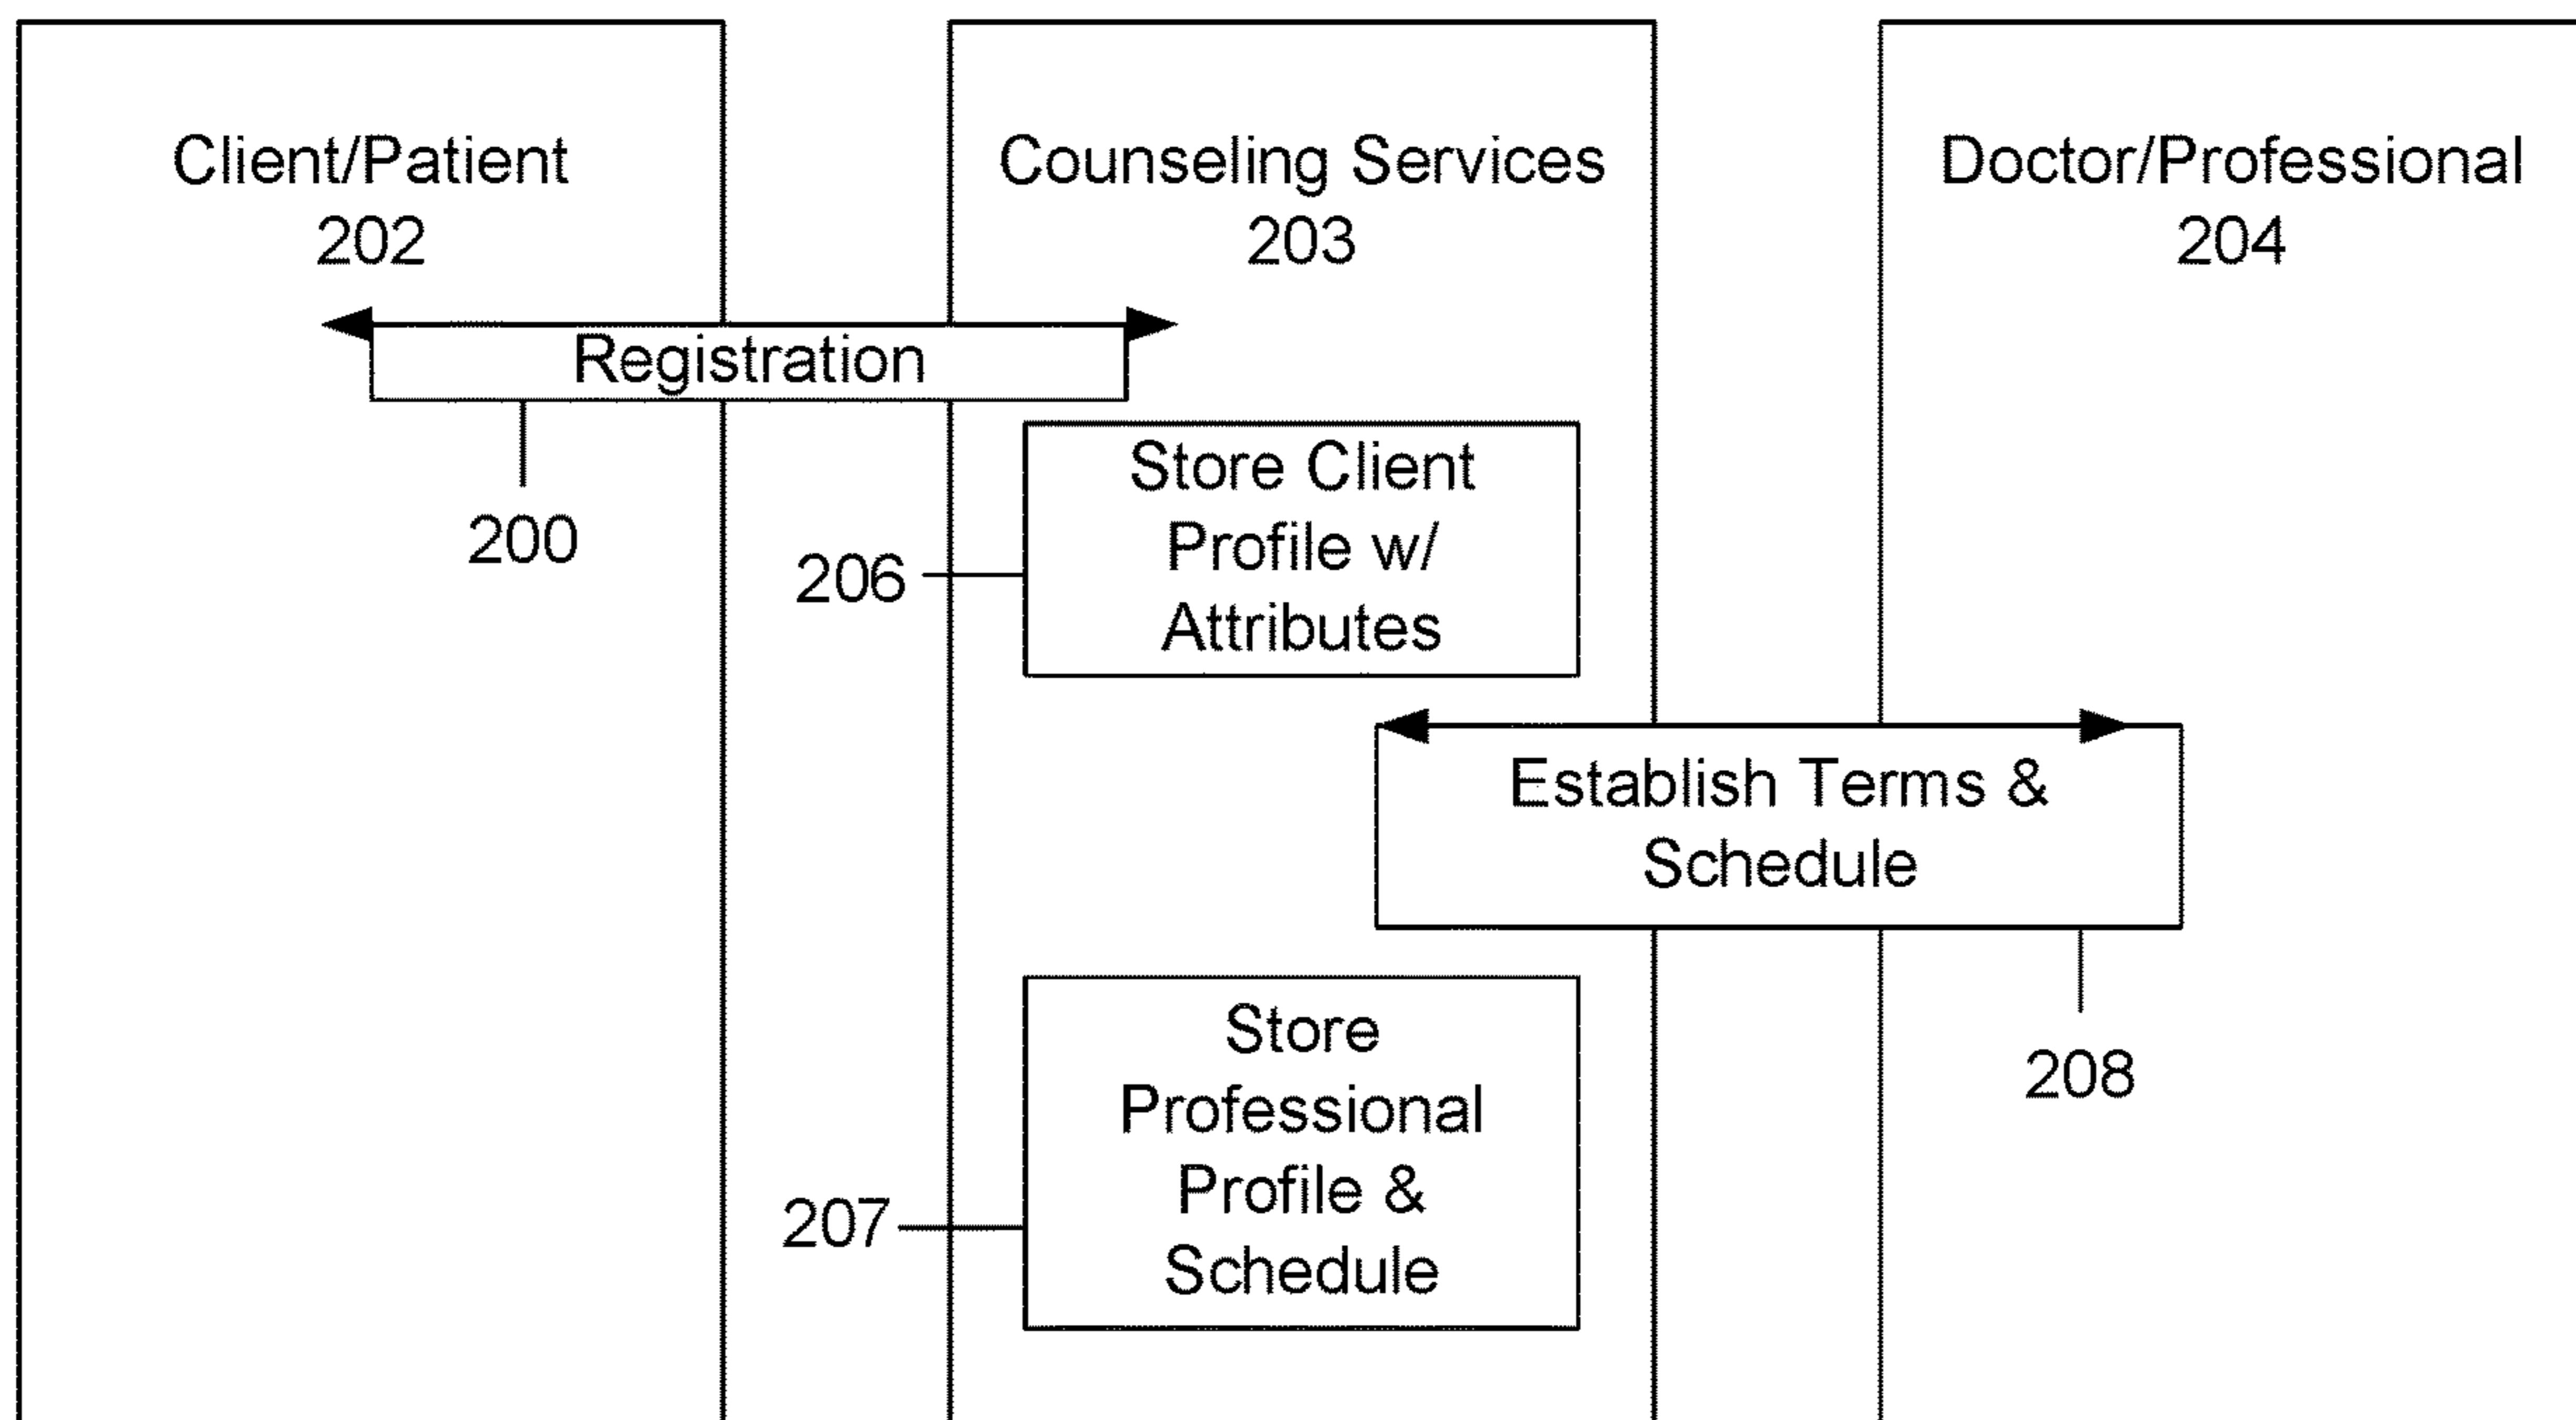 Client/Patient
202
Counseling Services
203
Doctor/Professional
204
Registration
200
Store Client
Profile w/
Attributes
206
Establish Terms &
Schedule
208
Store
Professional
Profile &
Schedule
207